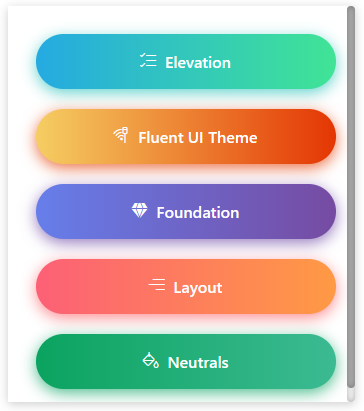 Elevation
Fluent UI Theme
Foundation
Layout
Neutrals